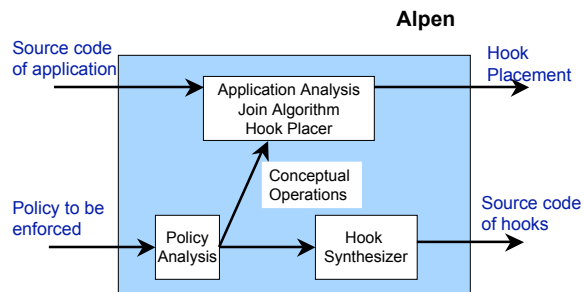 Alpen
Source code
of application
Hook
Placement
Application Analysis
Join Algorithm
Hook Placer
Conceptual
Operations
Policy to be
enforced
Source code
of hooks
Policy
Analysis
Hook
Synthesizer